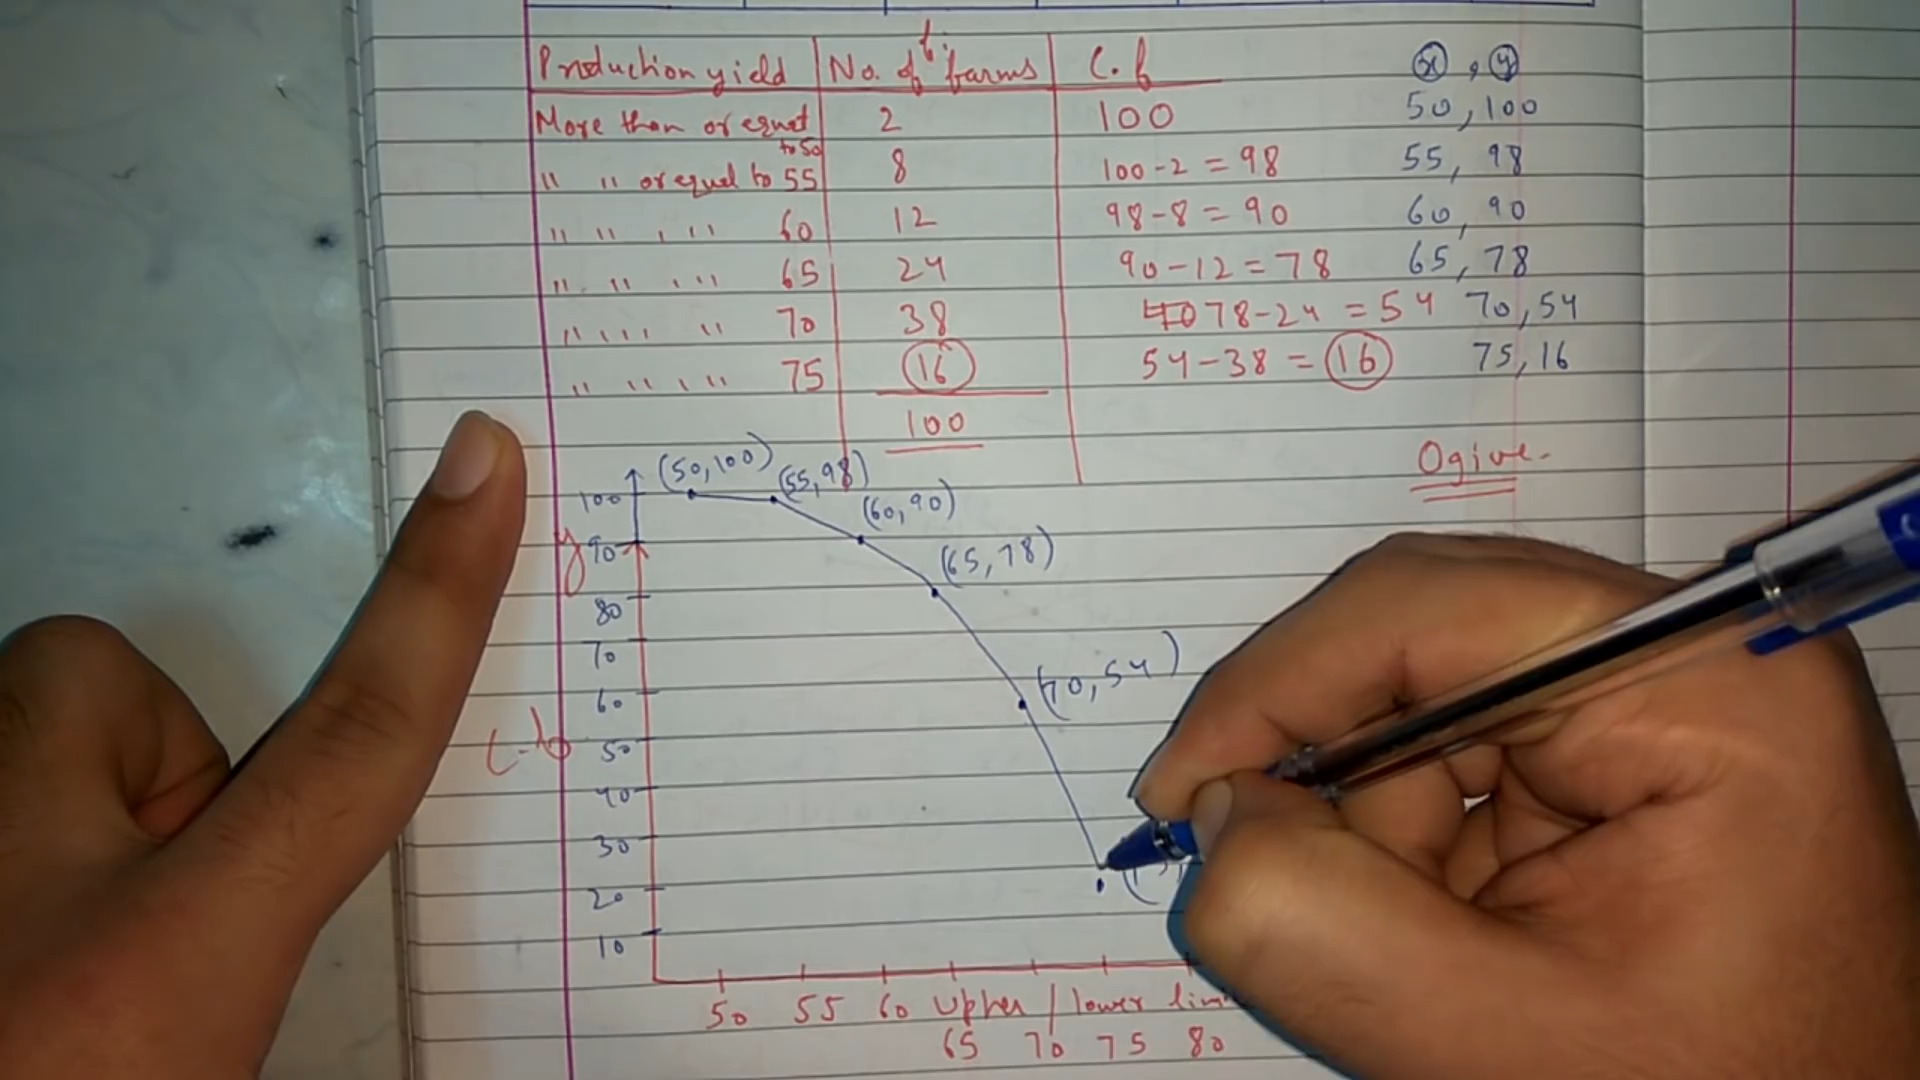 Production yield No. of farms f. C.f (x), (y)
More than or equal to 50 2 100 50, 100
" " or equal to 55 8 100-2 = 98 55, 98
" " " " 60 12 98-8 = 90 60, 90
" " " " 65 24 90-12 = 78 65, 78
" " " " 70 38 78-24 = 54 70, 54
" " " " 75 16 54-38 = 16 75, 16
100
Ogive.
(50,100) (55,98)
100 (60,90)
y 90 (65,78)
80
70 (70,54)
60
50
40
30
20
10
50 55 60 Upper / lower
65 70 75 80